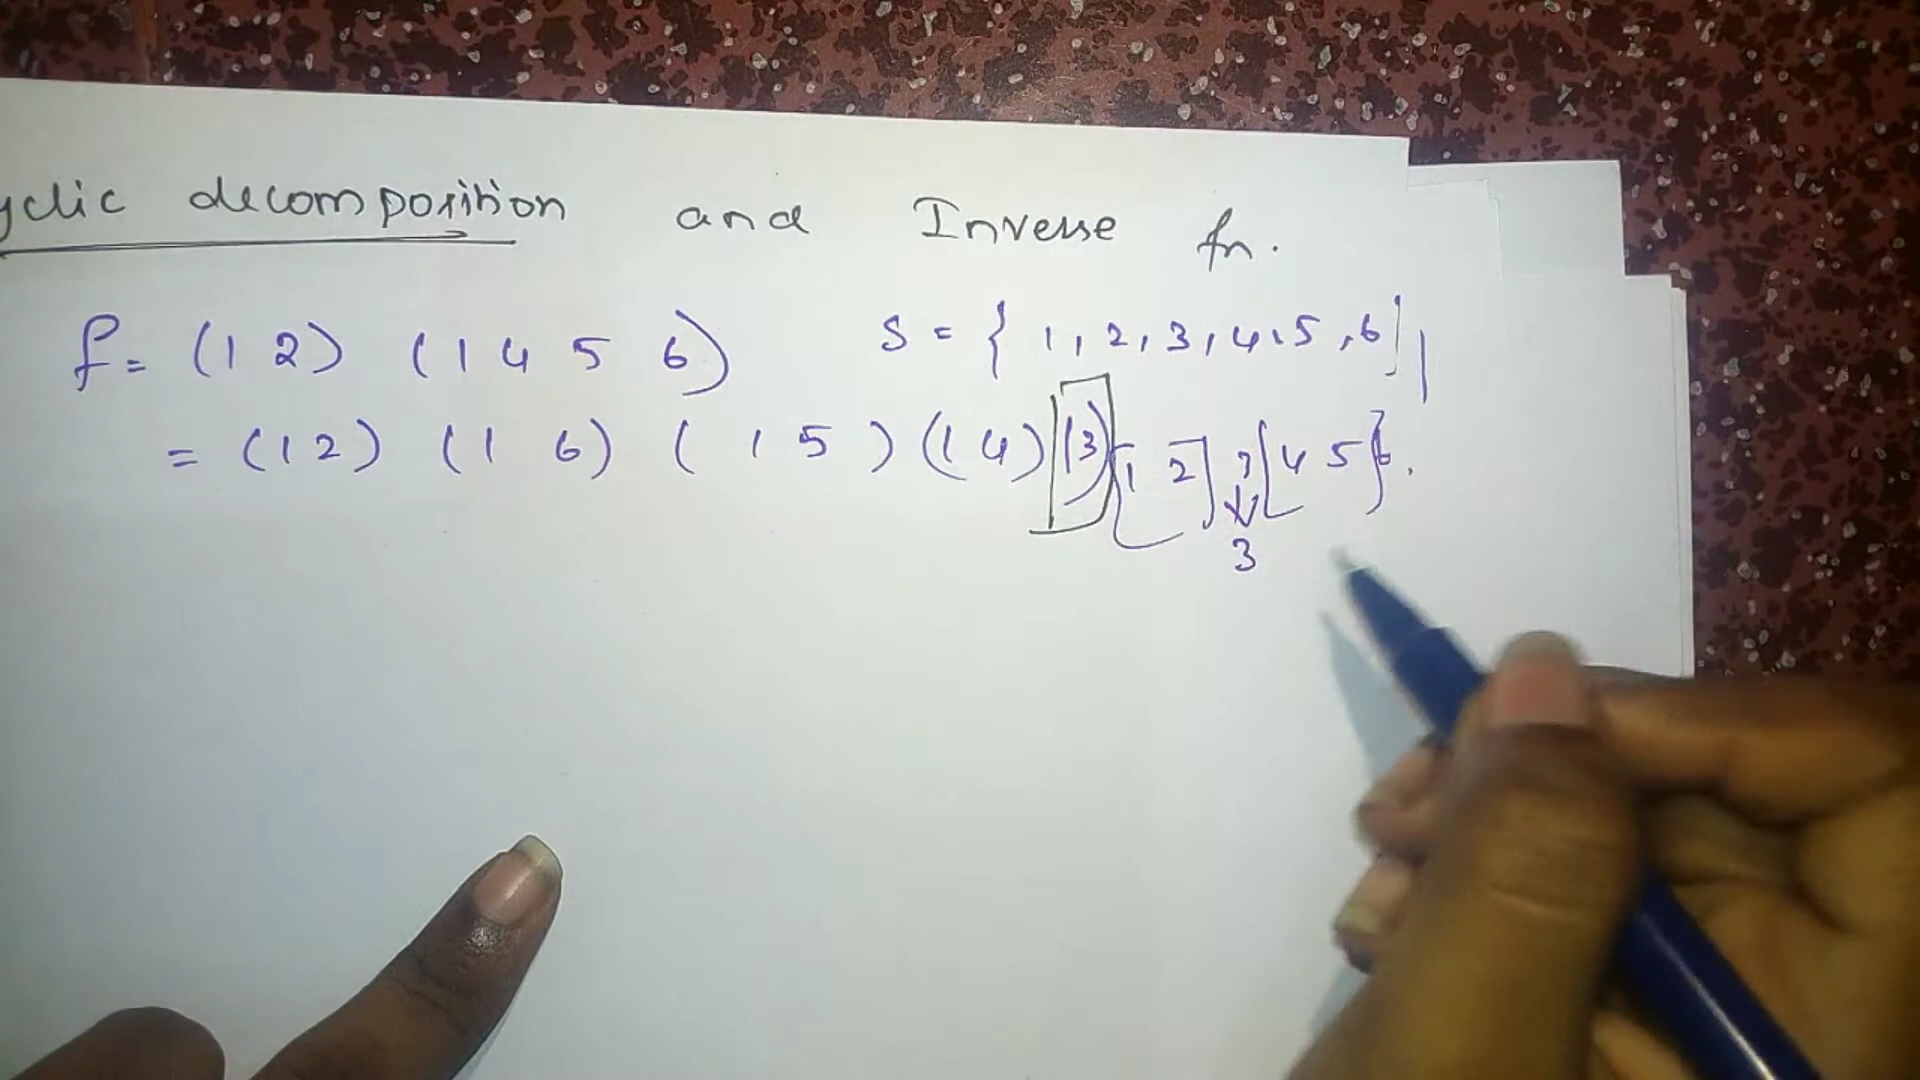 yclic decomposition and Inverse fn.
f = (1 2) (1 4 5 6) S = { 1, 2, 3, 4, 5, 6}
= (1 2) (1 6) ( 1 5 ) (1 4) (3) 1 2 3 4 5 6.
3